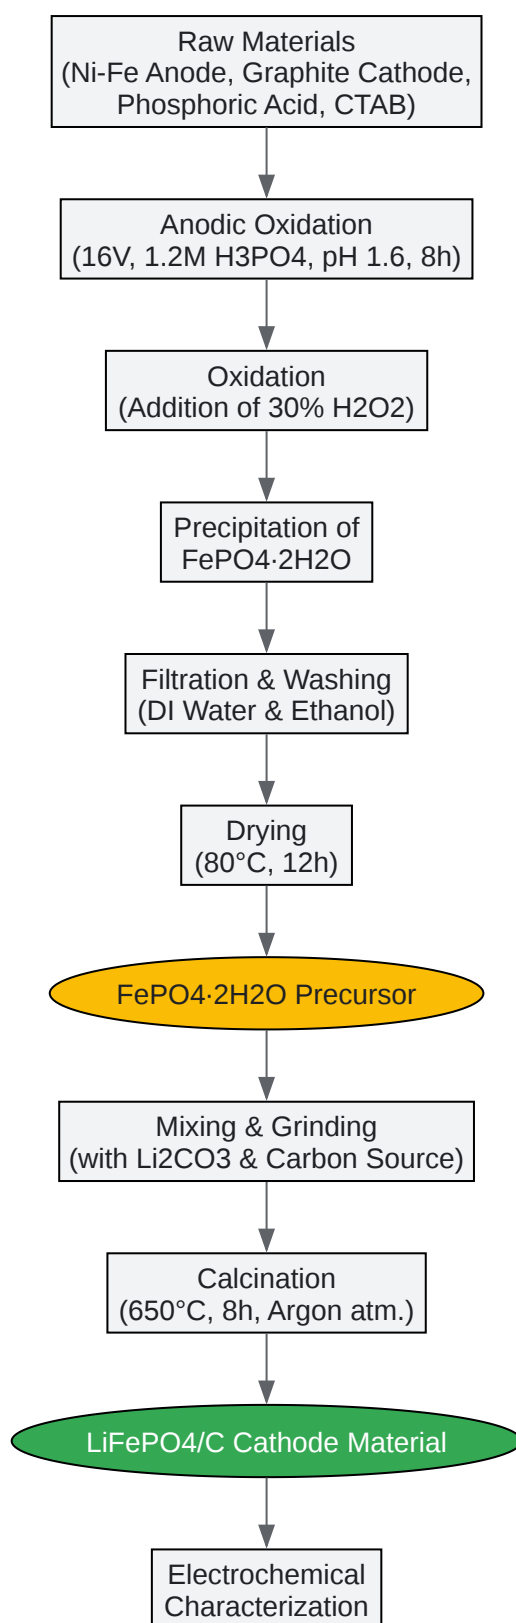 Raw Materials
(Ni-Fe Anode, Graphite Cathode,
Phosphoric Acid, CTAB)
Anodic Oxidation
(16V, 1.2M H3PO4, pH 1.6, 8h)
Oxidation
(Addition of 30% H2O2)
Precipitation of
FePO4·2H2O
Filtration & Washing
(DI Water & Ethanol)
Drying
(80°C, 12h)
FePO4·2H2O Precursor
Mixing & Grinding
(with Li2CO3 & Carbon Source)
Calcination
(650°C, 8h, Argon atm.)
LiFePO4/C Cathode Material
Electrochemical
Characterization